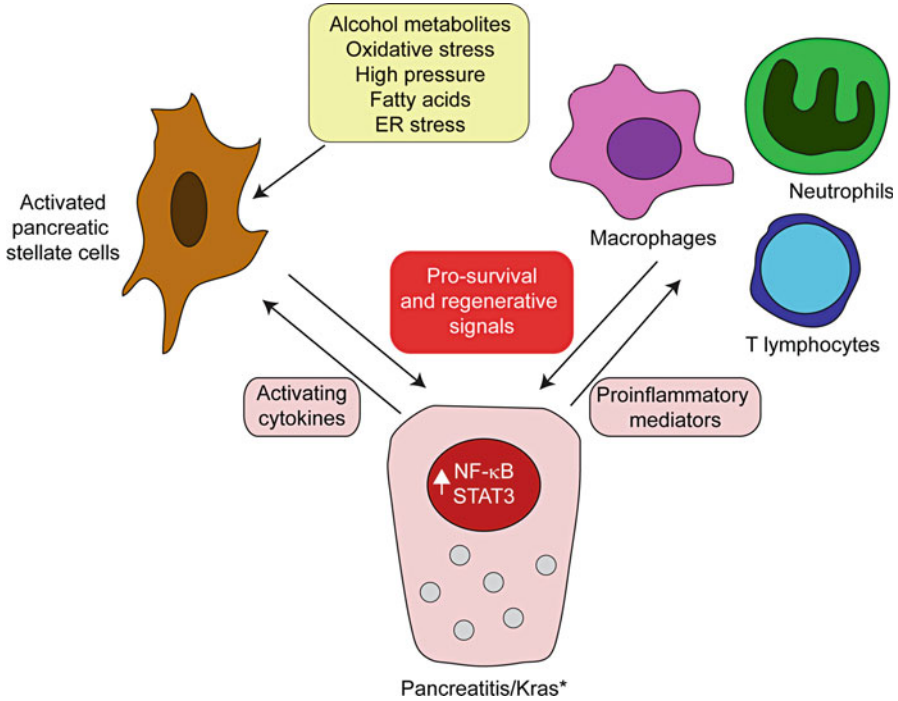 Alcohol metabolites
Oxidative stress
High pressure
Fatty acids
ER stress
Activated
pancreatic
stellate cells
Macrophages
Neutrophils
T lymphocytes
Pro-survival
and regenerative
signals
Activating
cytokines
Proinflammatory
mediators
NF-κB
STAT3
Pancreatitis/Kras*